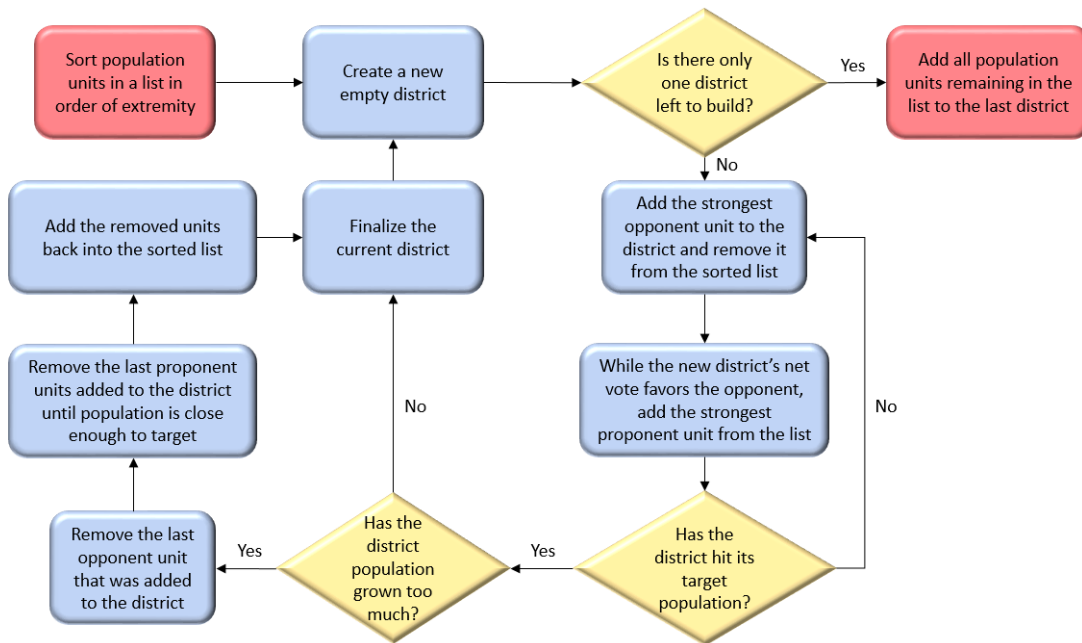 Sort population
units in a list in
order of extremity
Create a new
empty district
Is there only
one district
left to build?
Yes
Add all population
units remaining in the
list to the last district
No
Add the strongest
opponent unit to the
district and remove it
from the sorted list
While the new district's net
vote favors the opponent,
add the strongest
proponent unit from the list
No
Has the
district hit its
target
population?
Yes
Has the
district
population
grown too
much?
No
Yes
Remove the last
opponent unit
that was added
to the district
Remove the last proponent
units added to the district
until population is close
enough to target
Add the removed units
back into the sorted list
Finalize the
current district